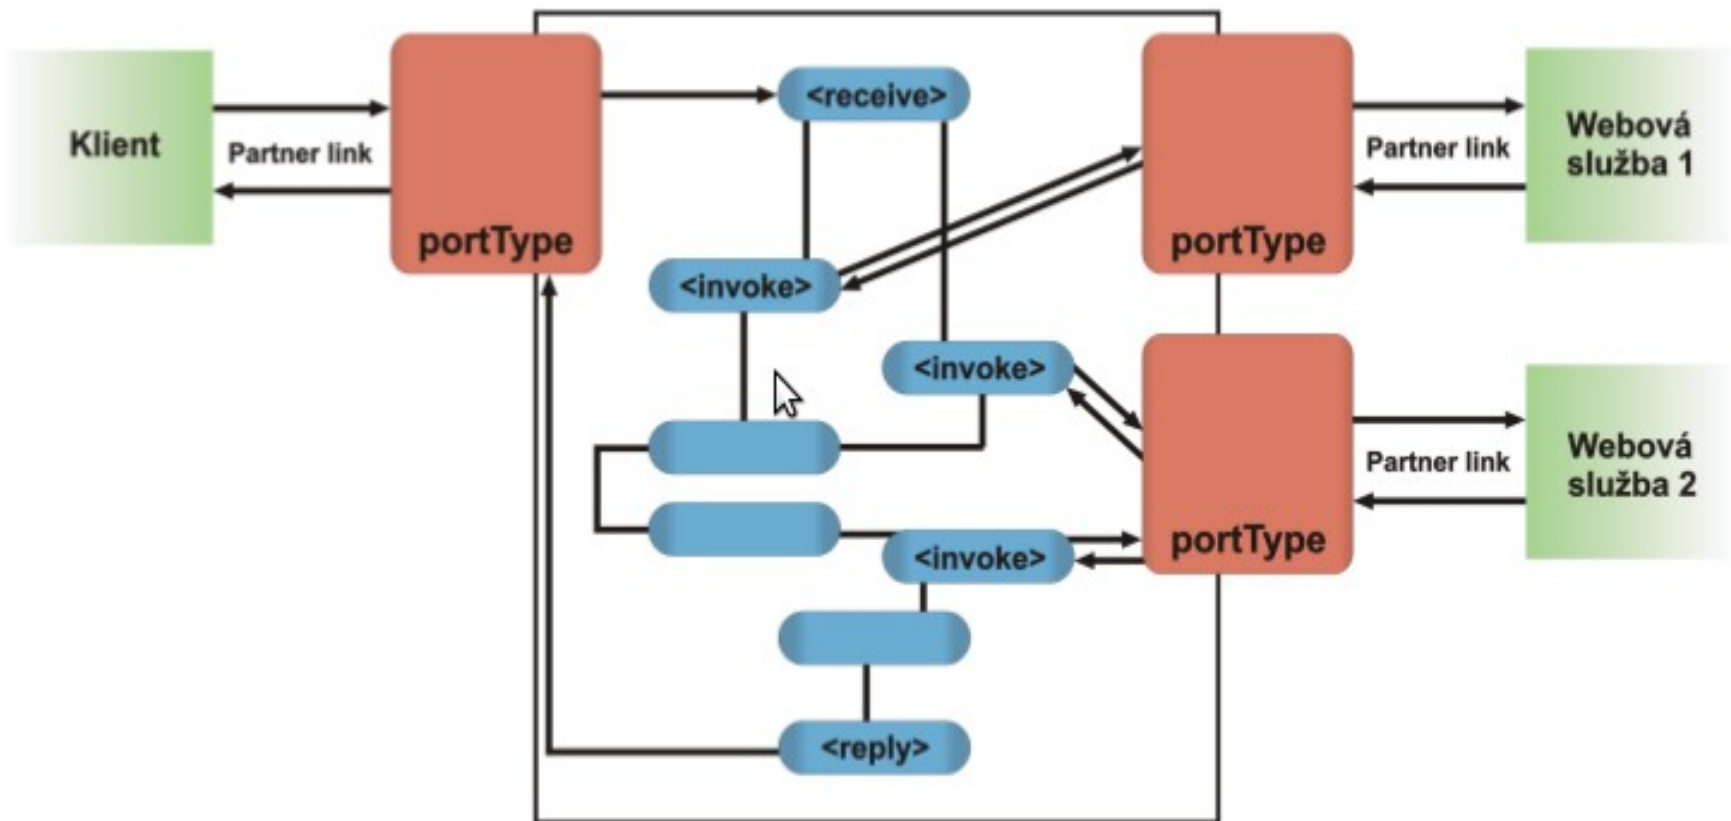 Klient
Partner link
portType
<receive>
<invoke>
<invoke>
<invoke>
<reply>
portType
Partner link
Webová
služba 1
portType
Partner link
Webová
služba 2